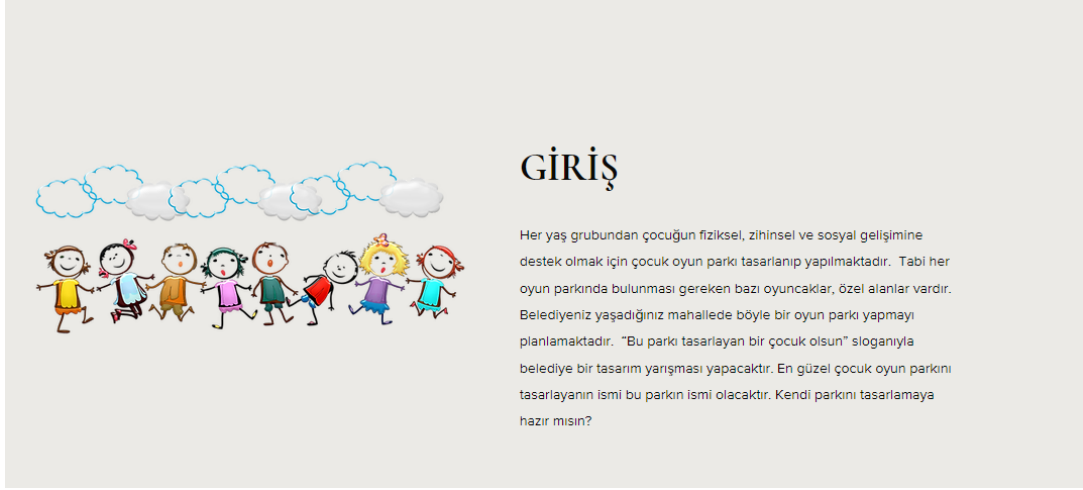 GİRİŞ
Her yaş grubundan çocuğun fiziksel, zihinsel ve sosyal gelişimine
destek olmak için çocuk oyun parkı tasarlanıp yapılmaktadır.  Tabi her
oyun parkında bulunması gereken bazı oyuncaklar, özel alanlar vardır.
Belediyeniz yaşadığınız mahallede böyle bir oyun parkı yapmayı
planlamaktadır.  “Bu parkı tasarlayan bir çocuk olsun” sloganıyla
belediye bir tasarım yarışması yapacaktır. En güzel çocuk oyun parkını
tasarlayanın ismi bu parkın ismi olacaktır. Kendi parkını tasarlamaya
hazır mısın?